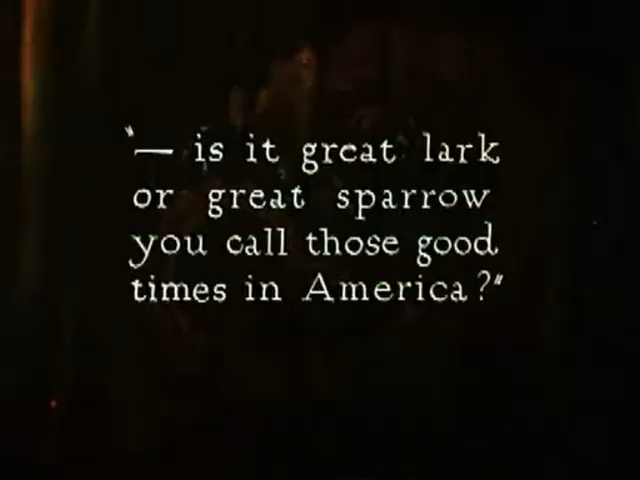 "— is it great lark
or great sparrow
you call those good
times in America?"